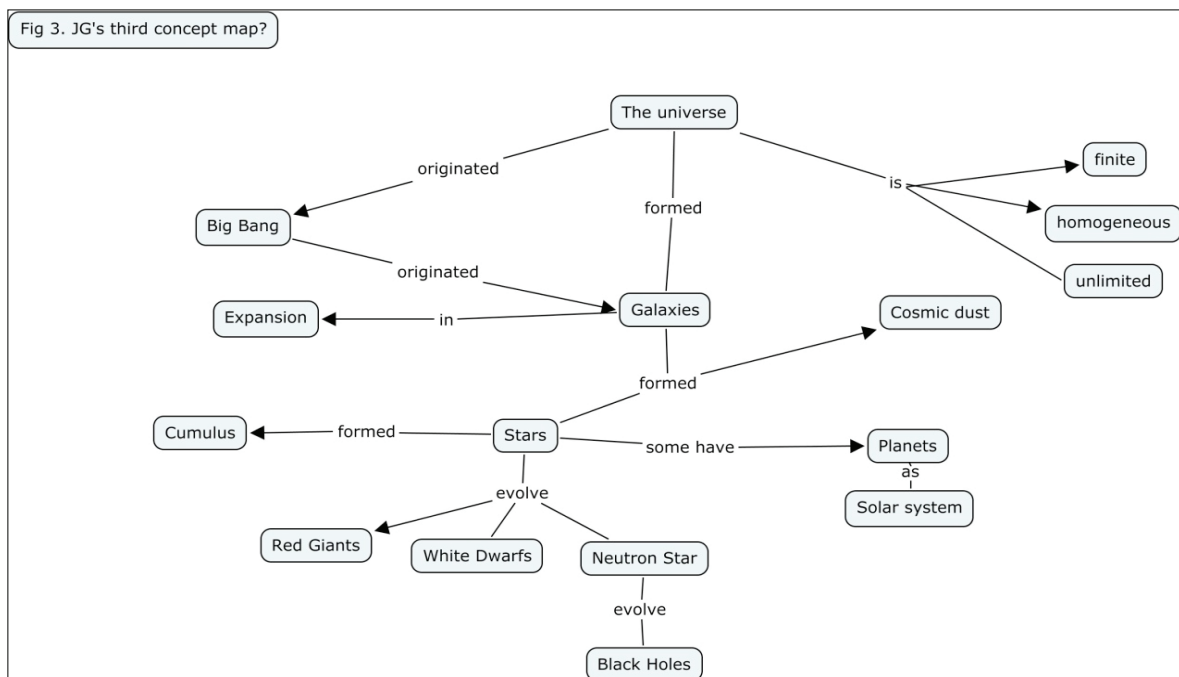 Fig 3. JG's third concept map?
The universe
originated
finite
is
formed
homogeneous
Big Bang
originated
unlimited
Expansion
in
Galaxies
Cosmic dust
formed
Cumulus
formed
Stars
some have
Planets
as
evolve
Solar system
Red Giants
White Dwarfs
Neutron Star
evolve
Black Holes